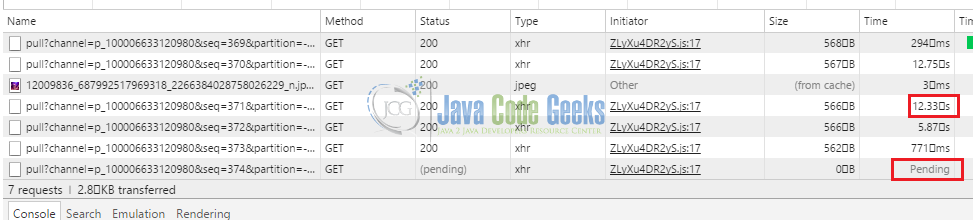 Name Method Status Type Initiator Size Time Tim
pull?channel=p_100006633120980&seq=369&partition=-... GET 200 xhr ZLyXu4DR2yS.js:17 568□B 294□ms
pull?channel=p_100006633120980&seq=370&partition=-... GET 200 xhr ZLyXu4DR2yS.js:17 567□B 12.75□s
12009836_687992517969318_2266384028758026229_n.jp... GET 200 jpeg Other (from cache) 3□ms
pull?channel=p_100006633120980&seq=371&partition=-... GET 200 xhr ZLyXu4DR2yS.js:17 566□B 12.33□s
pull?channel=p_100006633120980&seq=372&partition=-... GET 200 xhr ZLyXu4DR2yS.js:17 566□B 5.87□s
pull?channel=p_100006633120980&seq=373&partition=-... GET 200 xhr ZLyXu4DR2yS.js:17 562□B 771□ms
pull?channel=p_100006633120980&seq=374&partition=-... GET (pending) xhr ZLyXu4DR2yS.js:17 0□B Pending
JCG Java Code Geeks
JAVA 2 JAVA DEVELOPERS RESOURCE CENTER
7 requests | 2.8□KB transferred
Console Search Emulation Rendering